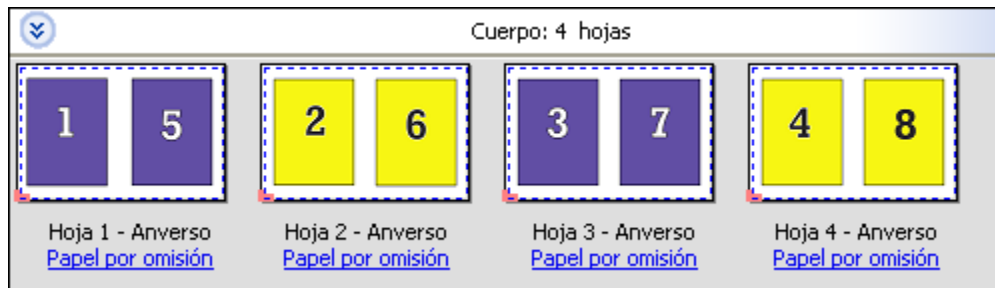 Cuerpo: 4 hojas
1 5 2 6 3 7 4 8
Hoja 1 - Anverso Hoja 2 - Anverso Hoja 3 - Anverso Hoja 4 - Anverso
Papel por omisión Papel por omisión Papel por omisión Papel por omisión